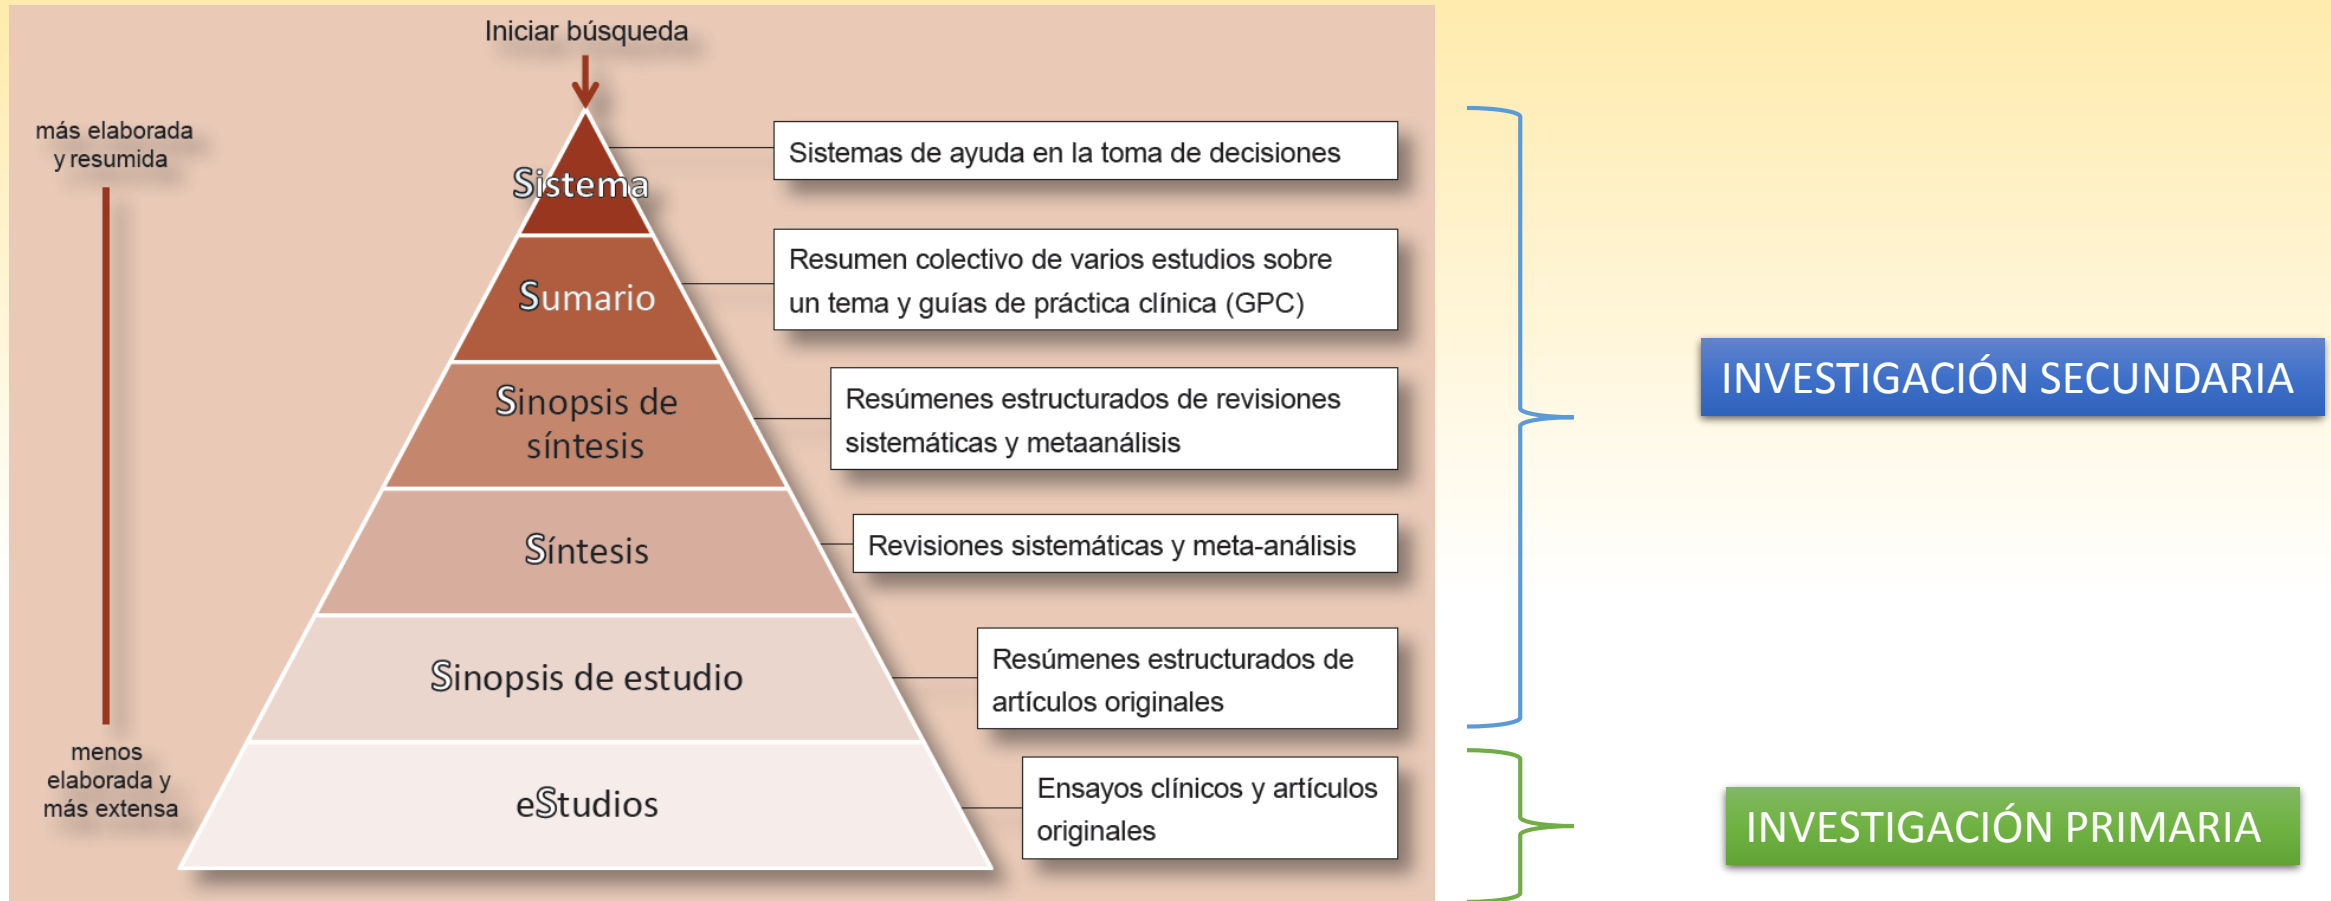 Iniciar búsqueda
más elaborada
y resumida
Sistema
Sistemas de ayuda en la toma de decisiones
Sumario
Resumen colectivo de varios estudios sobre
un tema y guías de práctica clínica (GPC)
INVESTIGACIÓN SECUNDARIA
Sinopsis de
síntesis
Resúmenes estructurados de revisiones
sistemáticas y metaanálisis
Síntesis
Revisiones sistemáticas y meta-análisis
Sinopsis de estudio
Resúmenes estructurados de
artículos originales
menos
elaborada y
más extensa
eStudios
Ensayos clínicos y artículos
originales
INVESTIGACIÓN PRIMARIA